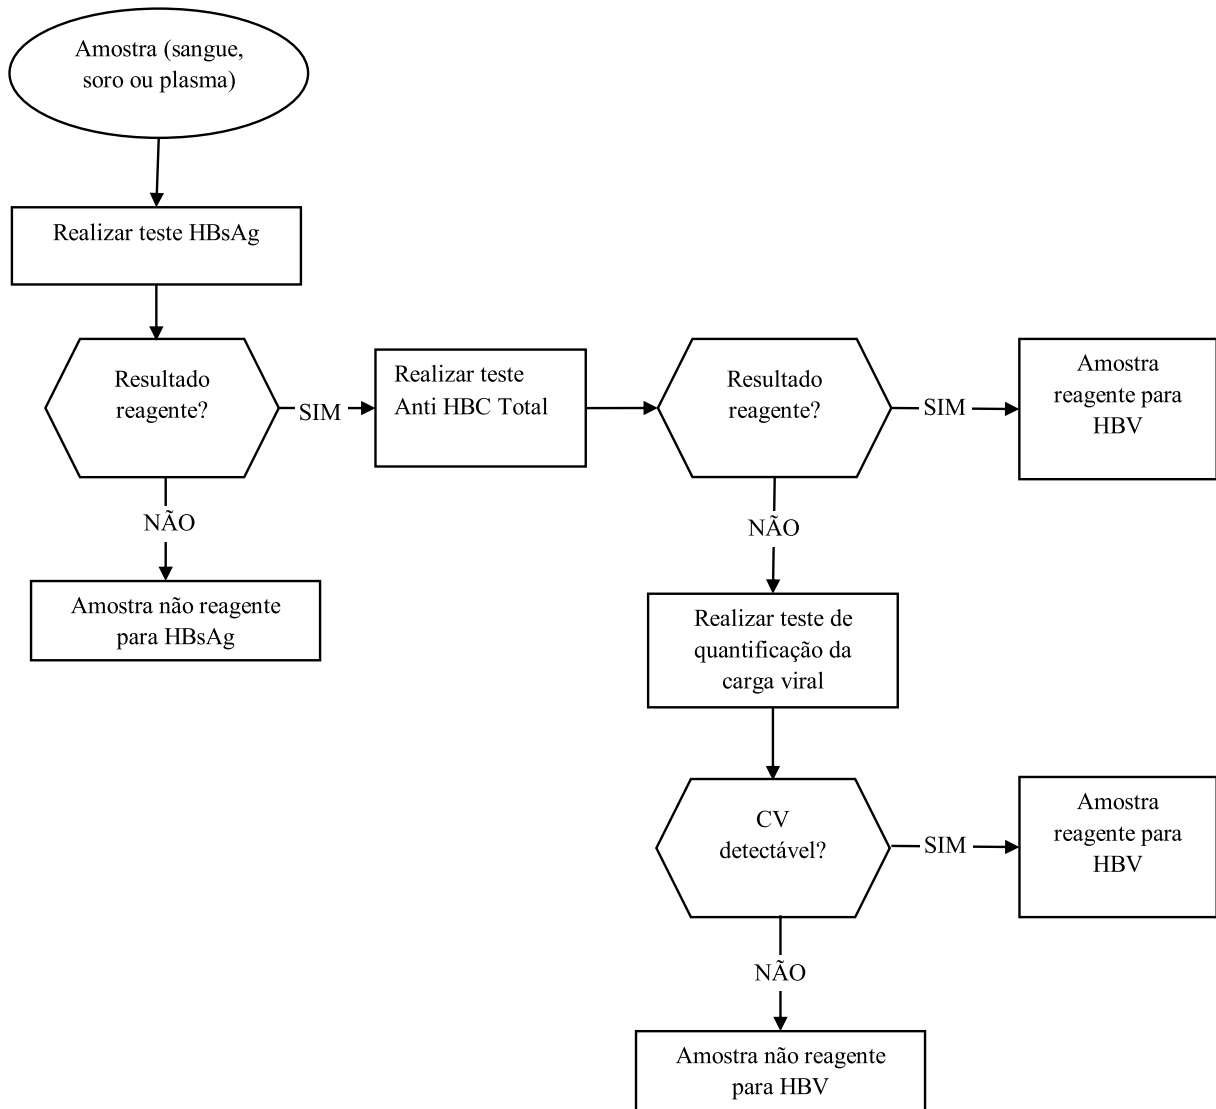 Amostra (sangue,
soro ou plasma)
Realizar teste HBsAg
Resultado
reagente?
SIM
Realizar teste
Anti HBC Total
Resultado
reagente?
SIM
Amostra
reagente para
HBV
NÃO
Amostra não reagente
para HBsAg
NÃO
Realizar teste de
quantificação da
carga viral
CV
detectável?
SIM
Amostra
reagente para
HBV
NÃO
Amostra não reagente
para HBV